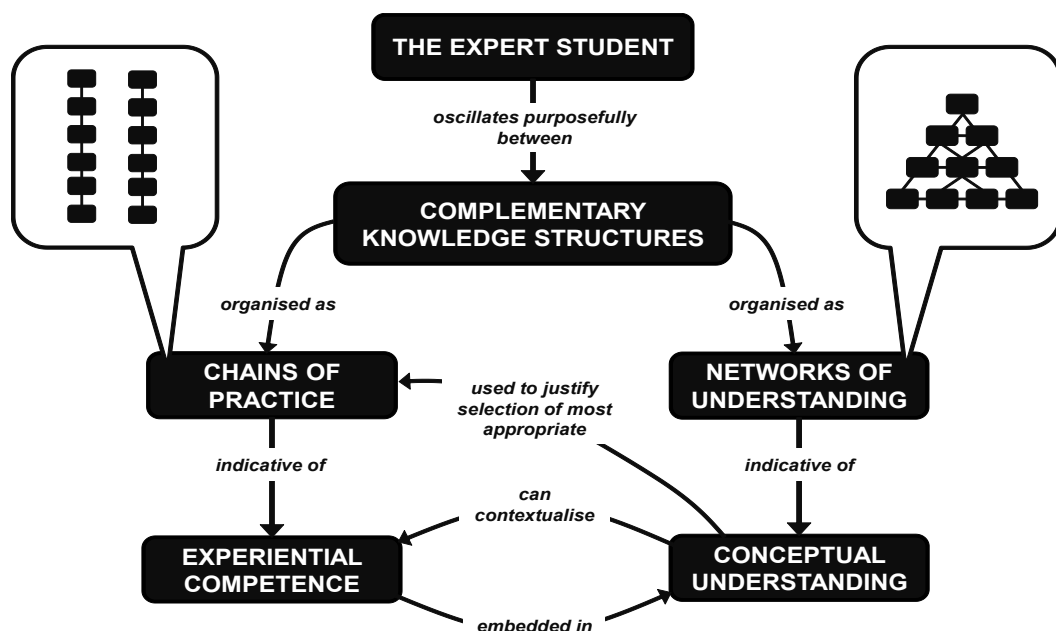 THE EXPERT STUDENT
oscillates purposefully
between
COMPLEMENTARY
KNOWLEDGE STRUCTURES
organised as
organised as
CHAINS OF
PRACTICE
NETWORKS OF
UNDERSTANDING
used to justify
selection of most
appropriate
indicative of
indicative of
can
contextualise
EXPERIENTIAL
COMPETENCE
CONCEPTUAL
UNDERSTANDING
embedded in